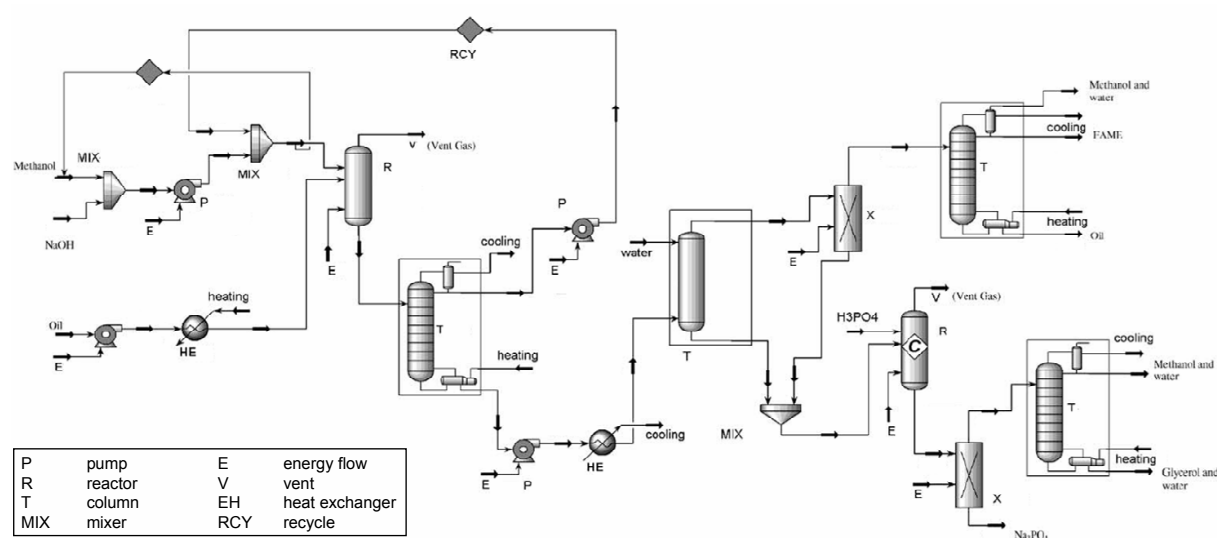 RCY
Methanol and
water
cooling
FAME
T
heating
Oil
V (Vent Gas)
R
MIX
Methanol
MIX
P
E
NaOH
E
P
E
cooling
water
X
E
heating
Oil
E
HE
T
heating
T
MIX
V (Vent Gas)
H3PO4
R
C
E
cooling
Methanol and
water
T
heating
Glycerol and
water
E
P
HE
cooling
E
X
Na3PO4
P pump E energy flow
R reactor V vent
T column EH heat exchanger
MIX mixer RCY recycle